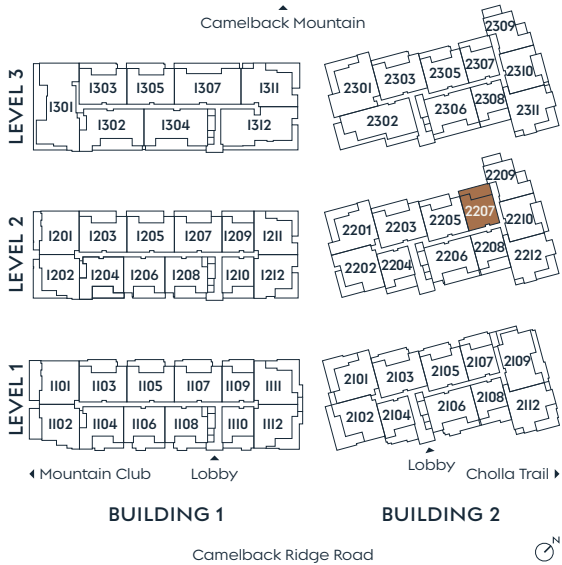 Camelback Mountain
LEVEL 3
1301 1303 1305 1307 1311
1302 1304 1312
2301 2303 2305 2307 2309 2310
2302 2306 2308 2311
LEVEL 2
1201 1203 1205 1207 1209 1211
1202 1204 1206 1208 1210 1212
2201 2203 2205 2207 2209 2210
2202 2204 2206 2208 2212
LEVEL 1
1101 1103 1105 1107 1109 1111
1102 1104 1106 1108 1110 1112
2101 2103 2105 2107 2109
2102 2104 2106 2108 2112
Mountain Club
Lobby
Lobby
Cholla Trail
BUILDING 1
BUILDING 2
Camelback Ridge Road
N